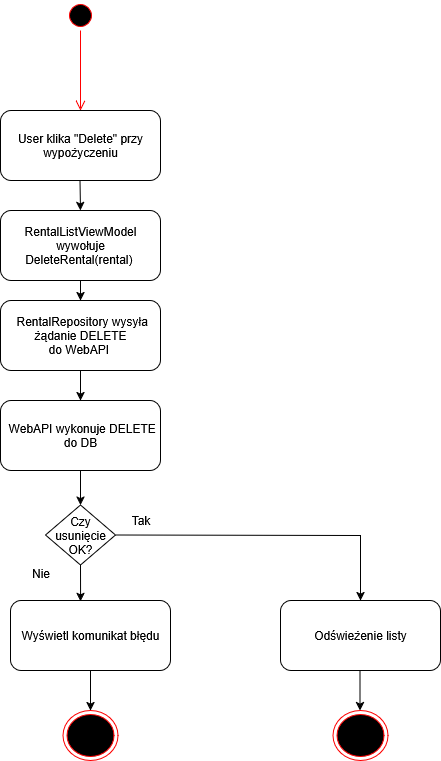 User klika "Delete" przy
wypożyczeniu
RentalListViewModel
wywołuje
DeleteRental(rental)
RentalRepository wysyła
żądanie DELETE
do WebAPI
WebAPI wykonuje DELETE
do DB
Czy
usunięcie
OK?
Tak
Nie
Wyświetl komunikat błędu
Odświeżenie listy